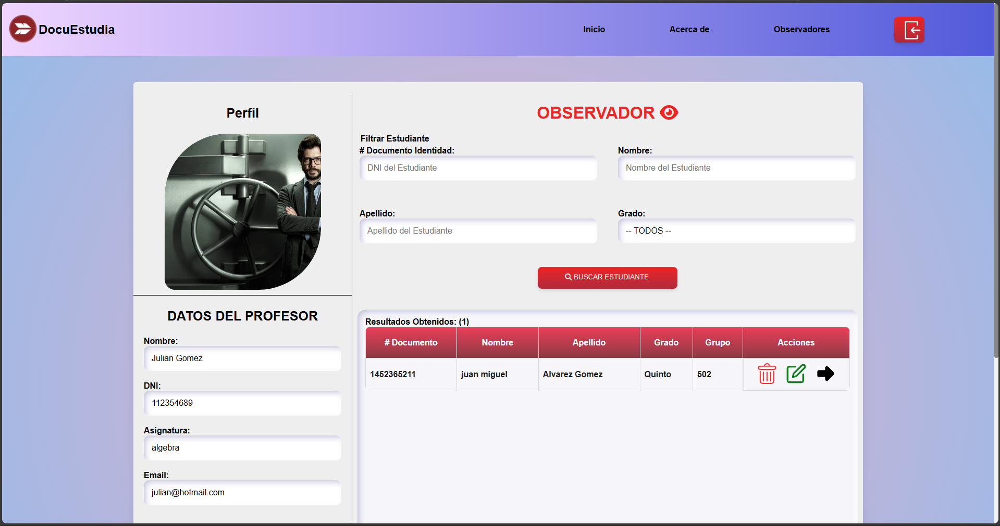 DocuEstudia
Inicio
Acerca de
Observadores
Perfil
DATOS DEL PROFESOR
Nombre:
Julian Gomez
DNI:
112354689
Asignatura:
algebra
Email:
julian@hotmail.com
OBSERVADOR
Filtrar Estudiante
# Documento Identidad:
DNI del Estudiante
Nombre:
Nombre del Estudiante
Apellido:
Apellido del Estudiante
Grado:
-- TODOS --
BUSCAR ESTUDIANTE
Resultados Obtenidos: (1)
# Documento Nombre Apellido Grado Grupo Acciones
1452365211 juan miguel Alvarez Gomez Quinto 502